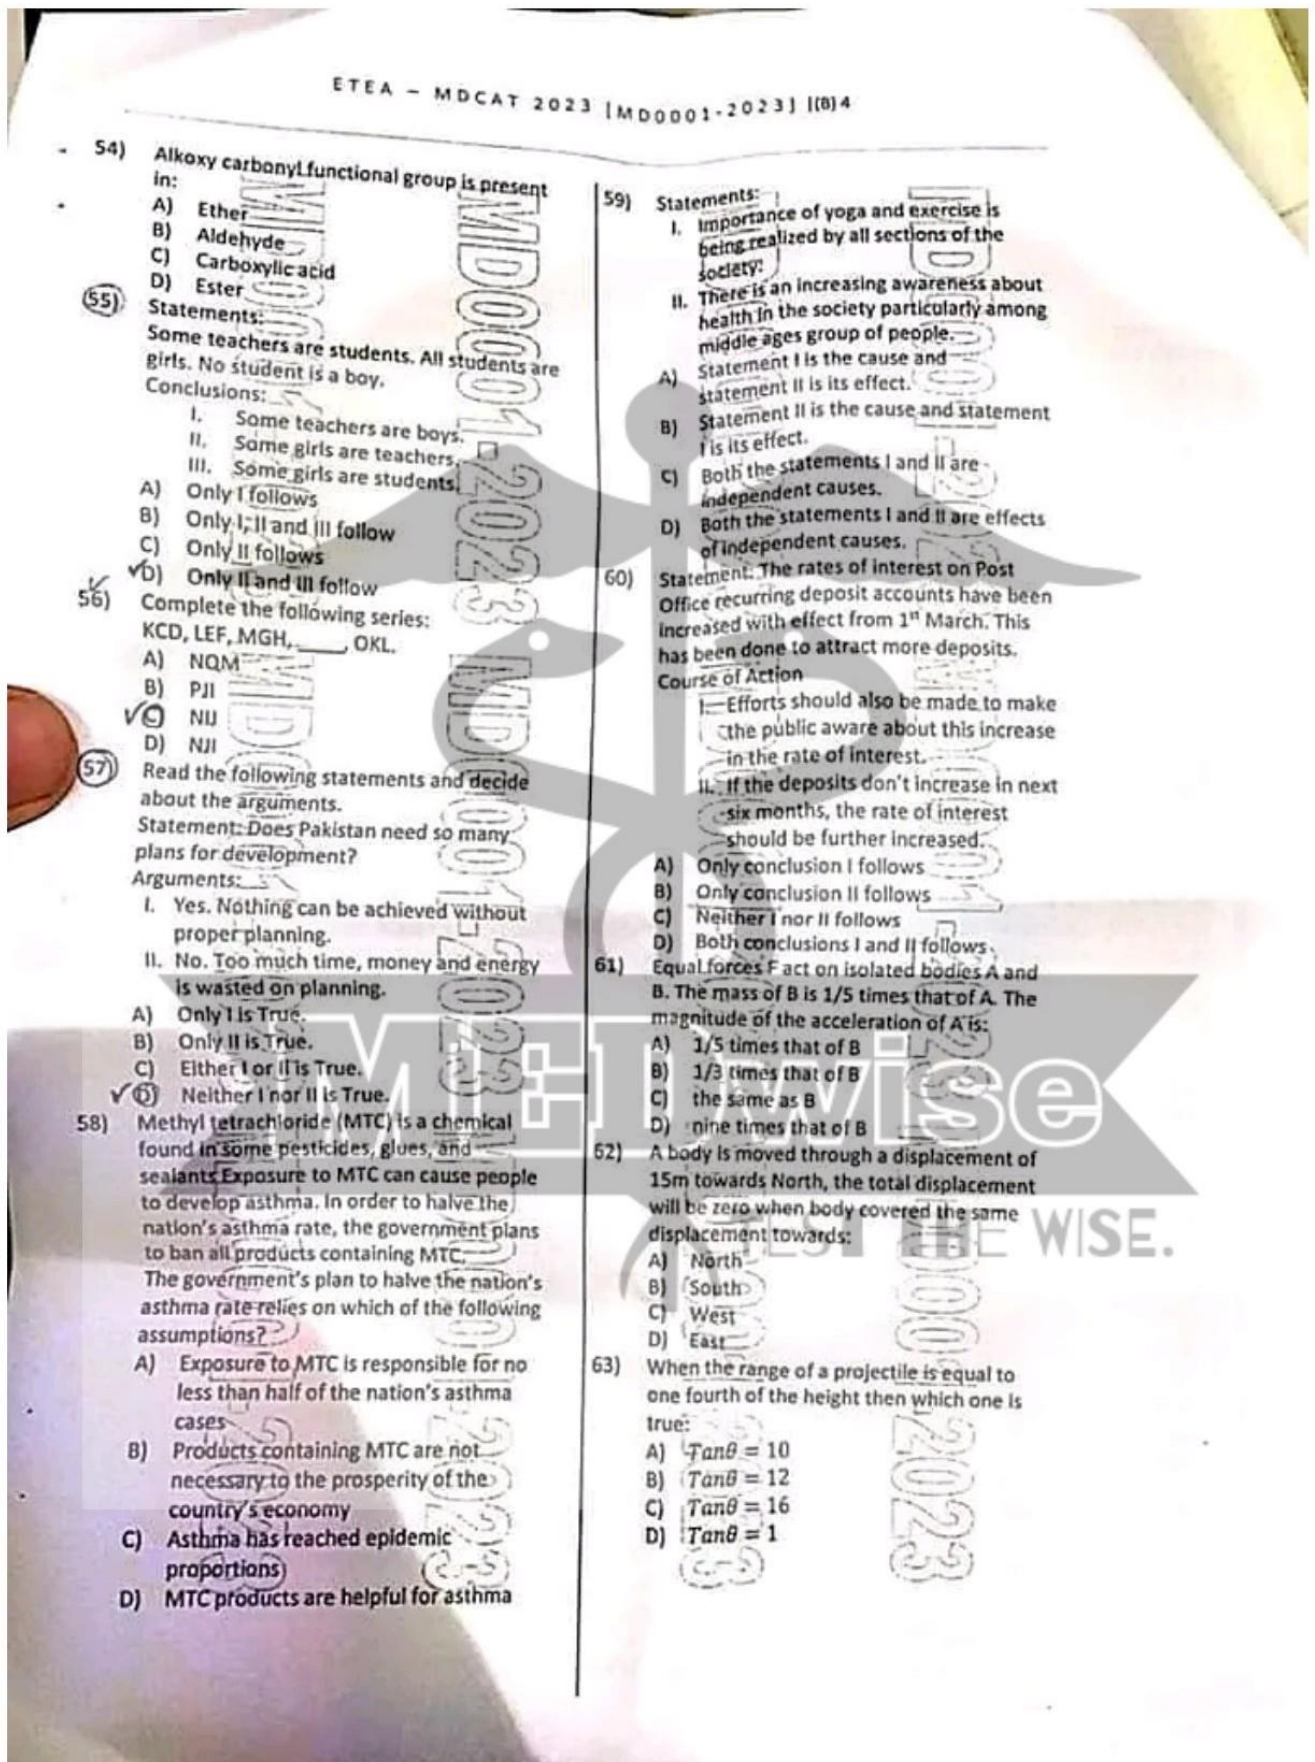 ETEA – MDCAT 2023 [MD0001-2023] |(B) 4
54) Alkoxy carbonyl functional group is present
in:
A) Ether
B) Aldehyde
C) Carboxylic acid
D) Ester
55) Statements:
Some teachers are students. All students are
girls. No student is a boy.
Conclusions:
I. Some teachers are boys.
II. Some girls are teachers.
III. Some girls are students.
A) Only I follows
B) Only I, II and III follow
C) Only II follows
D) Only II and III follow
56) Complete the following series:
KCD, LEF, MGH, ____, OKL.
A) NQM
B) PJI
C) NIJ
D) NJI
57) Read the following statements and decide
about the arguments.
Statement: Does Pakistan need so many
plans for development?
Arguments:
I. Yes. Nothing can be achieved without
proper planning.
II. No. Too much time, money and energy
is wasted on planning.
A) Only I is True.
B) Only II is True.
C) Either I or II is True.
D) Neither I nor II is True.
58) Methyl tetrachloride (MTC) is a chemical
found in some pesticides, glues, and
sealants Exposure to MTC can cause people
to develop asthma. In order to halve the
nation's asthma rate, the government plans
to ban all products containing MTC.
The government's plan to halve the nation's
asthma rate relies on which of the following
assumptions?
A) Exposure to MTC is responsible for no
less than half of the nation's asthma
cases
B) Products containing MTC are not
necessary to the prosperity of the
country's economy
C) Asthma has reached epidemic
proportions
D) MTC products are helpful for asthma
59) Statements:
I. Importance of yoga and exercise is
being realized by all sections of the
society.
II. There is an increasing awareness about
health in the society particularly among
middle ages group of people.
A) Statement I is the cause and
statement II is its effect.
B) Statement II is the cause and statement
I is its effect.
C) Both the statements I and II are
independent causes.
D) Both the statements I and II are effects
of independent causes.
60) Statement: The rates of interest on Post
Office recurring deposit accounts have been
increased with effect from 1st March. This
has been done to attract more deposits.
Course of Action
I. Efforts should also be made to make
the public aware about this increase
in the rate of interest.
II. If the deposits don't increase in next
six months, the rate of interest
should be further increased.
A) Only conclusion I follows
B) Only conclusion II follows
C) Neither I nor II follows
D) Both conclusions I and II follows
61) Equal forces F act on isolated bodies A and
B. The mass of B is 1/5 times that of A. The
magnitude of the acceleration of A is:
A) 1/5 times that of B
B) 1/3 times that of B
C) the same as B
D) nine times that of B
62) A body is moved through a displacement of
15m towards North, the total displacement
will be zero when body covered the same
displacement towards:
A) North
B) South
C) West
D) East
63) When the range of a projectile is equal to
one fourth of the height then which one is
true:
A) Tanθ = 10
B) Tanθ = 12
C) Tanθ = 16
D) Tanθ = 1
MD0001-2023
MD0001-2023
MD0001-2023
MEDwise
TEST THE WISE.